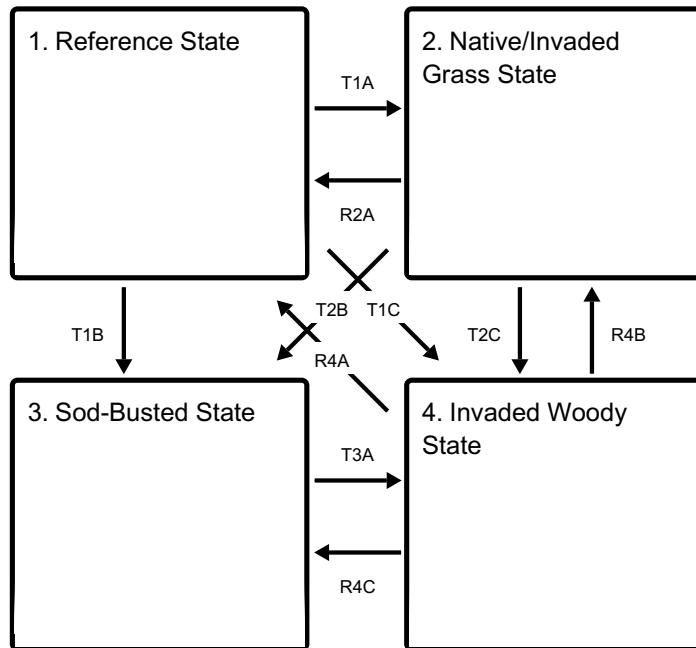 1. Reference State
2. Native/Invaded
Grass State
T1A
R2A
T2B
T1C
T1B
R4A
T2C
R4B
3. Sod-Busted State
4. Invaded Woody
State
T3A
R4C